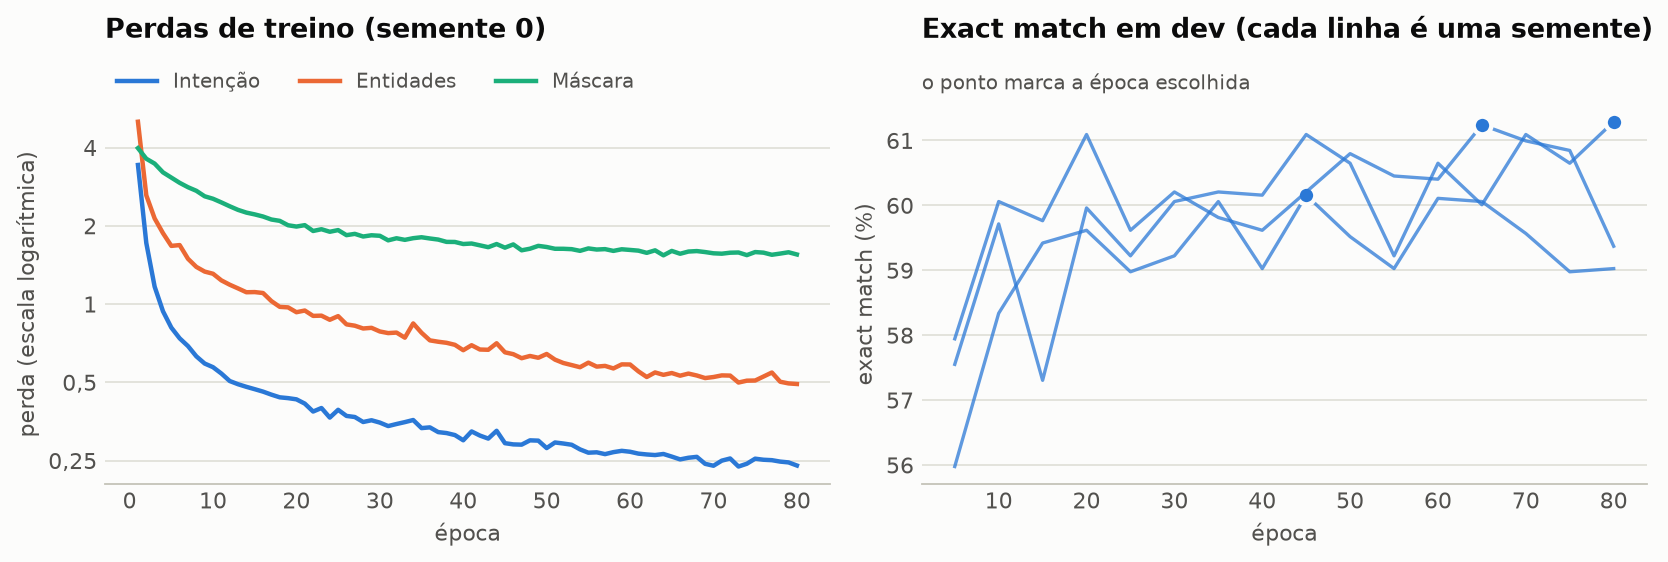 Perdas de treino (semente 0)
Intenção
Entidades
Máscara
perda (escala logarítmica)
4
2
1
0,5
0,25
0 10 20 30 40 50 60 70 80
época
Exact match em dev (cada linha é uma semente)
o ponto marca a época escolhida
exact match (%)
61
60
59
58
57
56
10 20 30 40 50 60 70 80
época